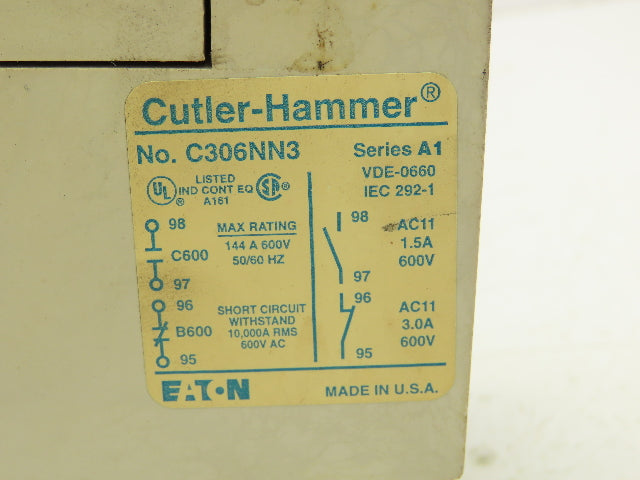 Cutler-Hammer®
No. C306NN3 Series A1
VDE-0660
IEC 292-1
UL LISTED
IND CONT EQ
A161
SA
98
C600
97
96
B600
95
MAX RATING
144 A 600V
50/60 HZ
SHORT CIRCUIT
WITHSTAND
10,000A RMS
600V AC
98
97
96
95
AC11
1.5A
600V
AC11
3.0A
600V
EATON
MADE IN U.S.A.